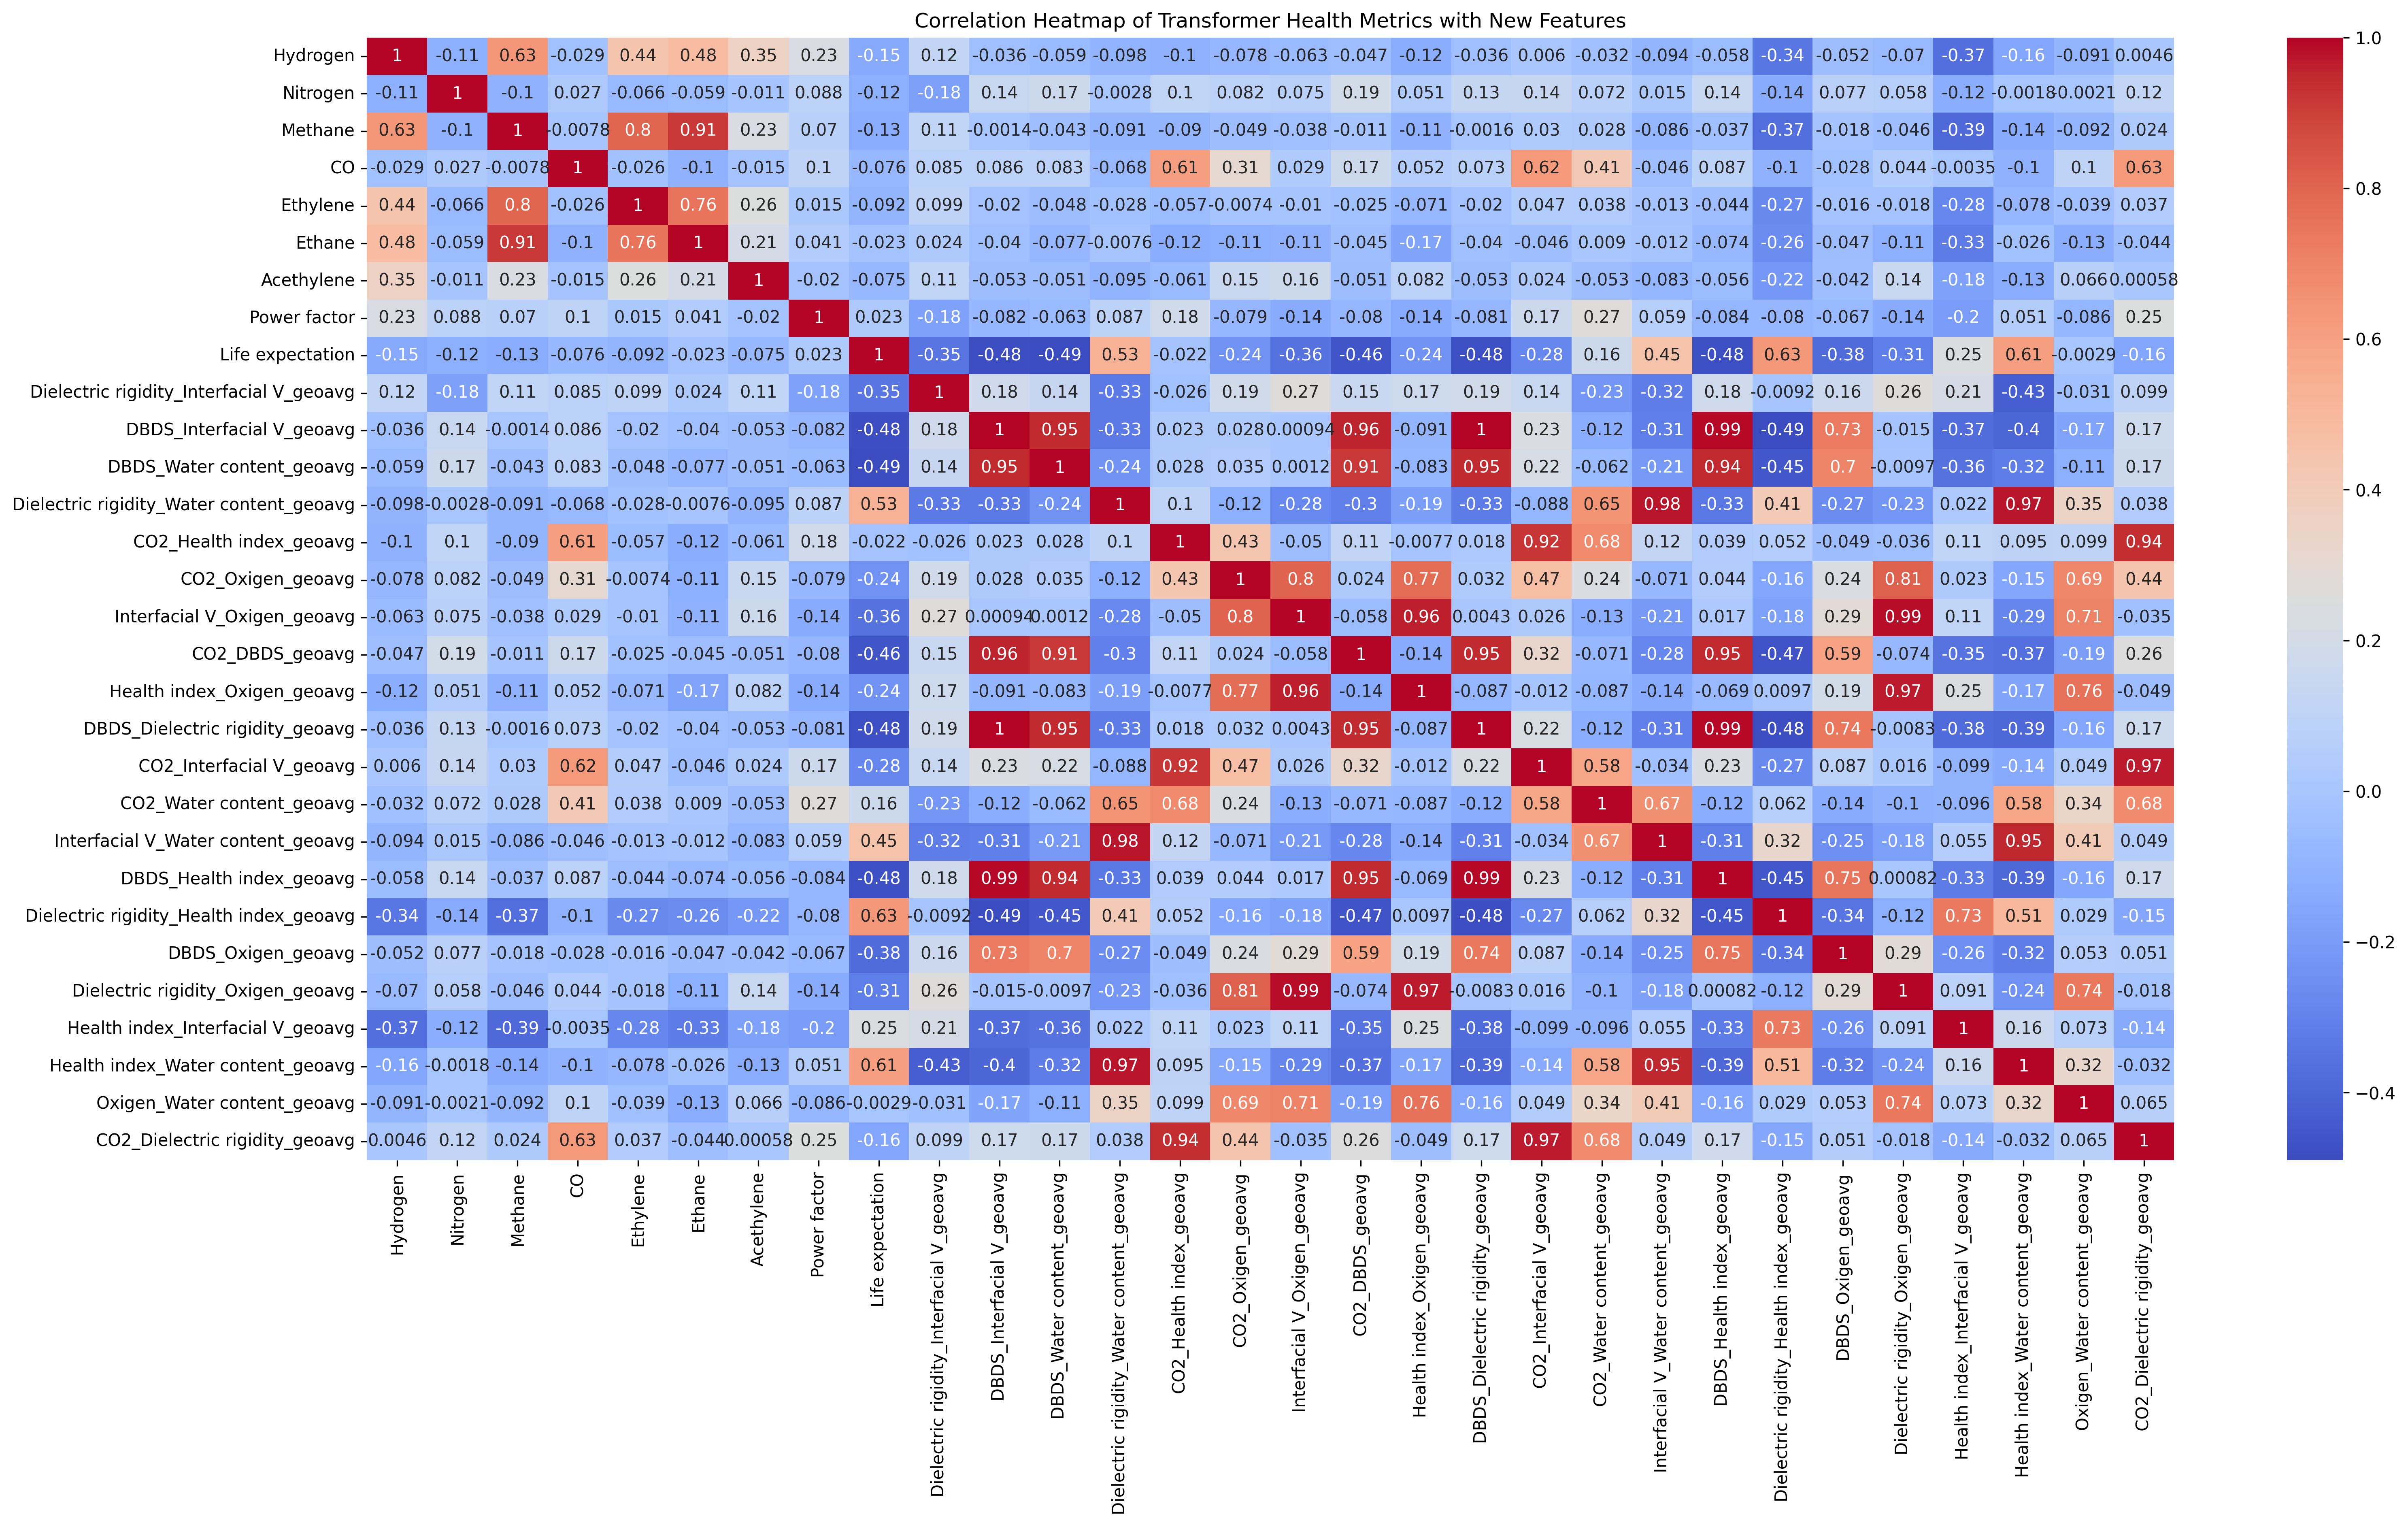 Correlation Heatmap of Transformer Health Metrics with New Features
Hydrogen 1 -0.11 0.63 -0.029 0.44 0.48 0.35 0.23 -0.15 0.12 -0.036 -0.059 -0.098 -0.1 -0.078 -0.063 -0.047 -0.12 -0.036 0.006 -0.032 -0.094 -0.058 -0.34 -0.052 -0.07 -0.37 -0.16 -0.091 0.0046
Nitrogen -0.11 1 -0.1 0.027 -0.066 -0.059 -0.011 0.088 -0.12 -0.18 0.14 0.17 -0.0028 0.1 0.082 0.075 0.19 0.051 0.13 0.14 0.072 0.015 0.14 -0.14 0.077 0.058 -0.12 -0.0018 -0.0021 0.12
Methane 0.63 -0.1 1 -0.0078 0.8 0.91 0.23 0.07 -0.13 0.11 -0.0014 -0.043 -0.091 -0.09 -0.049 -0.038 -0.011 -0.11 -0.0016 0.03 0.028 -0.086 -0.037 -0.37 -0.018 -0.046 -0.39 -0.14 -0.092 0.024
CO -0.029 0.027 -0.0078 1 -0.026 -0.1 -0.015 0.1 -0.076 0.085 0.086 0.083 -0.068 0.61 0.31 0.029 0.17 0.052 0.073 0.62 0.41 -0.046 0.087 -0.1 -0.028 0.044 -0.0035 -0.1 0.1 0.63
Ethylene 0.44 -0.066 0.8 -0.026 1 0.76 0.26 0.015 -0.092 0.099 -0.02 -0.048 -0.028 -0.057 -0.0074 -0.01 -0.025 -0.071 -0.02 0.047 0.038 -0.013 -0.044 -0.27 -0.016 -0.018 -0.28 -0.078 -0.039 0.037
Ethane 0.48 -0.059 0.91 -0.1 0.76 1 0.21 0.041 -0.023 0.024 -0.04 -0.077 -0.0076 -0.12 -0.11 -0.11 -0.045 -0.17 -0.04 -0.046 0.009 -0.012 -0.074 -0.26 -0.047 -0.11 -0.33 -0.026 -0.13 -0.044
Acethylene 0.35 -0.011 0.23 -0.015 0.26 0.21 1 -0.02 -0.075 0.11 -0.053 -0.051 -0.095 -0.061 0.15 0.16 -0.051 0.082 -0.053 0.024 -0.053 -0.083 -0.056 -0.22 -0.042 0.14 -0.18 -0.13 0.066 0.00058
Power factor 0.23 0.088 0.07 0.1 0.015 0.041 -0.02 1 0.023 -0.18 -0.082 -0.063 0.087 0.18 -0.079 -0.14 -0.08 -0.14 -0.081 0.17 0.27 0.059 -0.084 -0.08 -0.067 -0.14 -0.2 0.051 -0.086 0.25
Life expectation -0.15 -0.12 -0.13 -0.076 -0.092 -0.023 -0.075 0.023 1 -0.35 -0.48 -0.49 0.53 -0.022 -0.24 -0.36 -0.46 -0.24 -0.48 -0.28 0.16 0.45 -0.48 0.63 -0.38 -0.31 0.25 0.61 -0.0029 -0.16
Dielectric rigidity_Interfacial V_geoavg 0.12 -0.18 0.11 0.085 0.099 0.024 0.11 -0.18 -0.35 1 0.18 0.14 -0.33 -0.026 0.19 0.27 0.15 0.17 0.19 0.14 -0.23 -0.32 0.18 -0.0092 0.16 0.26 0.21 -0.43 -0.031 0.099
DBDS_Interfacial V_geoavg -0.036 0.14 -0.0014 0.086 -0.02 -0.04 -0.053 -0.082 -0.48 0.18 1 0.95 -0.33 0.023 0.028 0.00094 0.96 -0.091 1 0.23 -0.12 -0.31 0.99 -0.49 0.73 -0.015 -0.37 -0.4 -0.17 0.17
DBDS_Water content_geoavg -0.059 0.17 -0.043 0.083 -0.048 -0.077 -0.051 -0.063 -0.49 0.14 0.95 1 -0.24 0.028 0.035 0.0012 0.91 -0.083 0.95 0.22 -0.062 -0.21 0.94 -0.45 0.7 -0.0097 -0.36 -0.32 -0.11 0.17
Dielectric rigidity_Water content_geoavg -0.098 -0.0028 -0.091 -0.068 -0.028 -0.0076 -0.095 0.087 0.53 -0.33 -0.33 -0.24 1 0.1 -0.12 -0.28 -0.3 -0.19 -0.33 -0.088 0.65 0.98 -0.33 0.41 -0.27 -0.23 0.022 0.97 0.35 0.038
CO2_Health index_geoavg -0.1 0.1 -0.09 0.61 -0.057 -0.12 -0.061 0.18 -0.022 -0.026 0.023 0.028 0.1 1 0.43 -0.05 0.11 -0.0077 0.018 0.92 0.68 0.12 0.039 0.052 -0.049 -0.036 0.11 0.095 0.099 0.94
CO2_Oxigen_geoavg -0.078 0.082 -0.049 0.31 -0.0074 -0.11 0.15 -0.079 -0.24 0.19 0.028 0.035 -0.12 0.43 1 0.8 0.024 0.77 0.032 0.47 0.24 -0.071 0.044 -0.16 0.24 0.81 0.023 -0.15 0.69 0.44
Interfacial V_Oxigen_geoavg -0.063 0.075 -0.038 0.029 -0.01 -0.11 0.16 -0.14 -0.36 0.27 0.00094 0.0012 -0.28 -0.05 0.8 1 -0.058 0.96 0.0043 0.026 -0.13 -0.21 0.017 -0.18 0.29 0.99 0.11 -0.29 0.71 -0.035
CO2_DBDS_geoavg -0.047 0.19 -0.011 0.17 -0.025 -0.045 -0.051 -0.08 -0.46 0.15 0.96 0.91 -0.3 0.11 0.024 -0.058 1 -0.14 0.95 0.32 -0.071 -0.28 0.95 -0.47 0.59 -0.074 -0.35 -0.37 -0.19 0.26
Health index_Oxigen_geoavg -0.12 0.051 -0.11 0.052 -0.071 -0.17 0.082 -0.14 -0.24 0.17 -0.091 -0.083 -0.19 -0.0077 0.77 0.96 -0.14 1 -0.087 -0.012 -0.087 -0.14 -0.069 0.0097 0.19 0.97 0.25 -0.17 0.76 -0.049
DBDS_Dielectric rigidity_geoavg -0.036 0.13 -0.0016 0.073 -0.02 -0.04 -0.053 -0.081 -0.48 0.19 1 0.95 -0.33 0.018 0.032 0.0043 0.95 -0.087 1 0.22 -0.12 -0.31 0.99 -0.48 0.74 -0.0083 -0.38 -0.39 -0.16 0.17
CO2_Interfacial V_geoavg 0.006 0.14 0.03 0.62 0.047 -0.046 0.024 0.17 -0.28 0.14 0.23 0.22 -0.088 0.92 0.47 0.026 0.32 -0.012 0.22 1 0.58 -0.034 0.23 -0.27 0.087 0.016 -0.099 -0.14 0.049 0.97
CO2_Water content_geoavg -0.032 0.072 0.028 0.41 0.038 0.009 -0.053 0.27 0.16 -0.23 -0.12 -0.062 0.65 0.68 0.24 -0.13 -0.071 -0.087 -0.12 0.58 1 0.67 -0.12 0.062 -0.14 -0.1 -0.096 0.58 0.34 0.68
Interfacial V_Water content_geoavg -0.094 0.015 -0.086 -0.046 -0.013 -0.012 -0.083 0.059 0.45 -0.32 -0.31 -0.21 0.98 0.12 -0.071 -0.21 -0.28 -0.14 -0.31 -0.034 0.67 1 -0.31 0.32 -0.25 -0.18 0.055 0.95 0.41 0.049
DBDS_Health index_geoavg -0.058 0.14 -0.037 0.087 -0.044 -0.074 -0.056 -0.084 -0.48 0.18 0.99 0.94 -0.33 0.039 0.044 0.017 0.95 -0.069 0.99 0.23 -0.12 -0.31 1 -0.45 0.75 0.00082 -0.33 -0.39 -0.16 0.17
Dielectric rigidity_Health index_geoavg -0.34 -0.14 -0.37 -0.1 -0.27 -0.26 -0.22 -0.08 0.63 -0.0092 -0.49 -0.45 0.41 0.052 -0.16 -0.18 -0.47 0.0097 -0.48 -0.27 0.062 0.32 -0.45 1 -0.34 -0.12 0.73 0.51 0.029 -0.15
DBDS_Oxigen_geoavg -0.052 0.077 -0.018 -0.028 -0.016 -0.047 -0.042 -0.067 -0.38 0.16 0.73 0.7 -0.27 -0.049 0.24 0.29 0.59 0.19 0.74 0.087 -0.14 -0.25 0.75 -0.34 1 0.29 -0.26 -0.32 0.053 0.051
Dielectric rigidity_Oxigen_geoavg -0.07 0.058 -0.046 0.044 -0.018 -0.11 0.14 -0.14 -0.31 0.26 -0.015 -0.0097 -0.23 -0.036 0.81 0.99 -0.074 0.97 -0.0083 0.016 -0.1 -0.18 0.00082 -0.12 0.29 1 0.091 -0.24 0.74 -0.018
Health index_Interfacial V_geoavg -0.37 -0.12 -0.39 -0.0035 -0.28 -0.33 -0.18 -0.2 0.25 0.21 -0.37 -0.36 0.022 0.11 0.023 0.11 -0.35 0.25 -0.38 -0.099 -0.096 0.055 -0.33 0.73 -0.26 0.091 1 0.16 0.073 -0.14
Health index_Water content_geoavg -0.16 -0.0018 -0.14 -0.1 -0.078 -0.026 -0.13 0.051 0.61 -0.43 -0.4 -0.32 0.97 0.095 -0.15 -0.29 -0.37 -0.17 -0.39 -0.14 0.58 0.95 -0.39 0.51 -0.32 -0.24 0.16 1 0.32 -0.032
Oxigen_Water content_geoavg -0.091 -0.0021 -0.092 0.1 -0.039 -0.13 0.066 -0.086 -0.0029 -0.031 -0.17 -0.11 0.35 0.099 0.69 0.71 -0.19 0.76 -0.16 0.049 0.34 0.41 -0.16 0.029 0.053 0.74 0.073 0.32 1 0.065
CO2_Dielectric rigidity_geoavg 0.0046 0.12 0.024 0.63 0.037 -0.044 0.00058 0.25 -0.16 0.099 0.17 0.17 0.038 0.94 0.44 -0.035 0.26 -0.049 0.17 0.97 0.68 0.049 0.17 -0.15 0.051 -0.018 -0.14 -0.032 0.065 1
Hydrogen
Nitrogen
Methane
CO
Ethylene
Ethane
Acethylene
Power factor
Life expectation
Dielectric rigidity_Interfacial V_geoavg
DBDS_Interfacial V_geoavg
DBDS_Water content_geoavg
Dielectric rigidity_Water content_geoavg
CO2_Health index_geoavg
CO2_Oxigen_geoavg
Interfacial V_Oxigen_geoavg
CO2_DBDS_geoavg
Health index_Oxigen_geoavg
DBDS_Dielectric rigidity_geoavg
CO2_Interfacial V_geoavg
CO2_Water content_geoavg
Interfacial V_Water content_geoavg
DBDS_Health index_geoavg
Dielectric rigidity_Health index_geoavg
DBDS_Oxigen_geoavg
Dielectric rigidity_Oxigen_geoavg
Health index_Interfacial V_geoavg
Health index_Water content_geoavg
Oxigen_Water content_geoavg
CO2_Dielectric rigidity_geoavg
1.0
0.8
0.6
0.4
0.2
0.0
−0.2
−0.4